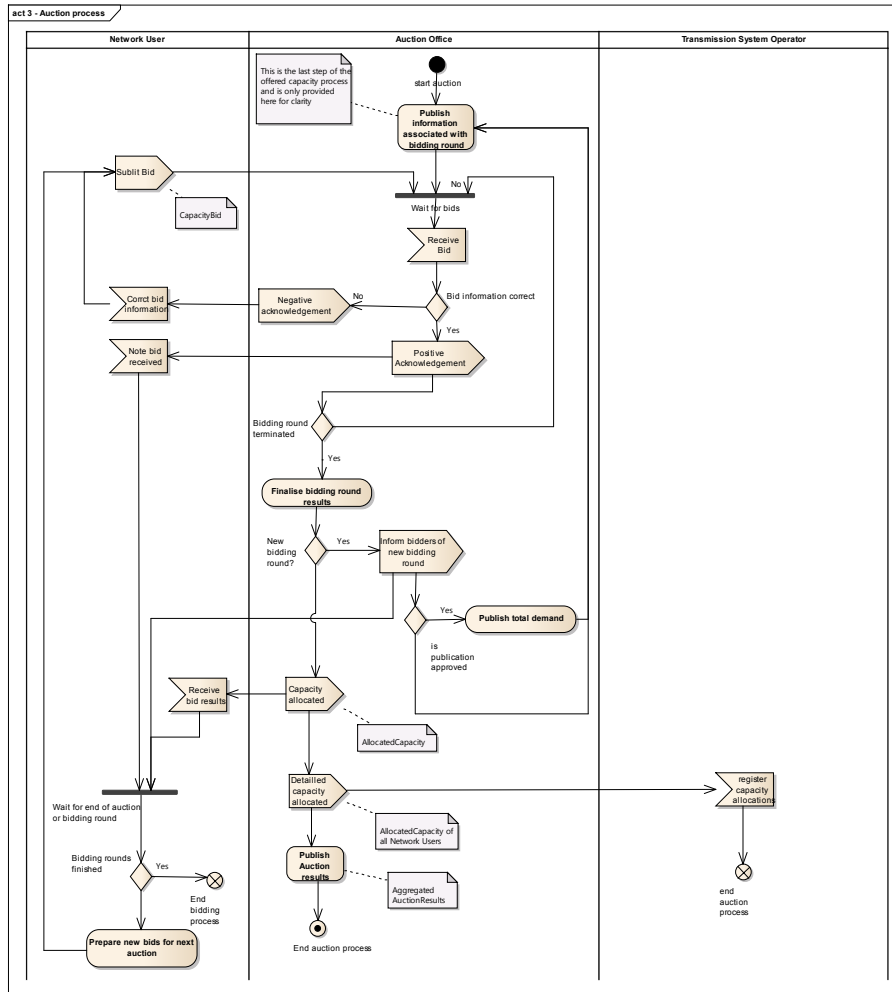 act 3 - Auction process
Network User
Auction Office
Transmission System Operator
This is the last step of the
offered capacity process
and is only provided
here for clarity
start auction
Publish
information
associated with
bidding round
Sublit Bid
CapacityBid
No
Wait for bids
Receive
Bid
Bid information correct
No
Yes
Negative
acknowledgement
Corrct bid
information
Note bid
received
Positive
Acknowledgement
Bidding round
terminated
Yes
Finalise bidding round
results
New
bidding
round?
Yes
Inform bidders of
new bidding
round
Yes
Publish total demand
is
publication
approved
Receive
bid results
Capacity
allocated
AllocatedCapacity
Detailled
capacity
allocated
register
capacity
allocations
Wait for end of auction
or bidding round
AllocatedCapacity of
all Network Users
Bidding rounds
finished
Yes
Publish
Auction
results
Aggregated
AuctionResults
End
bidding
process
end
auction
process
Prepare new bids for next
auction
End auction process